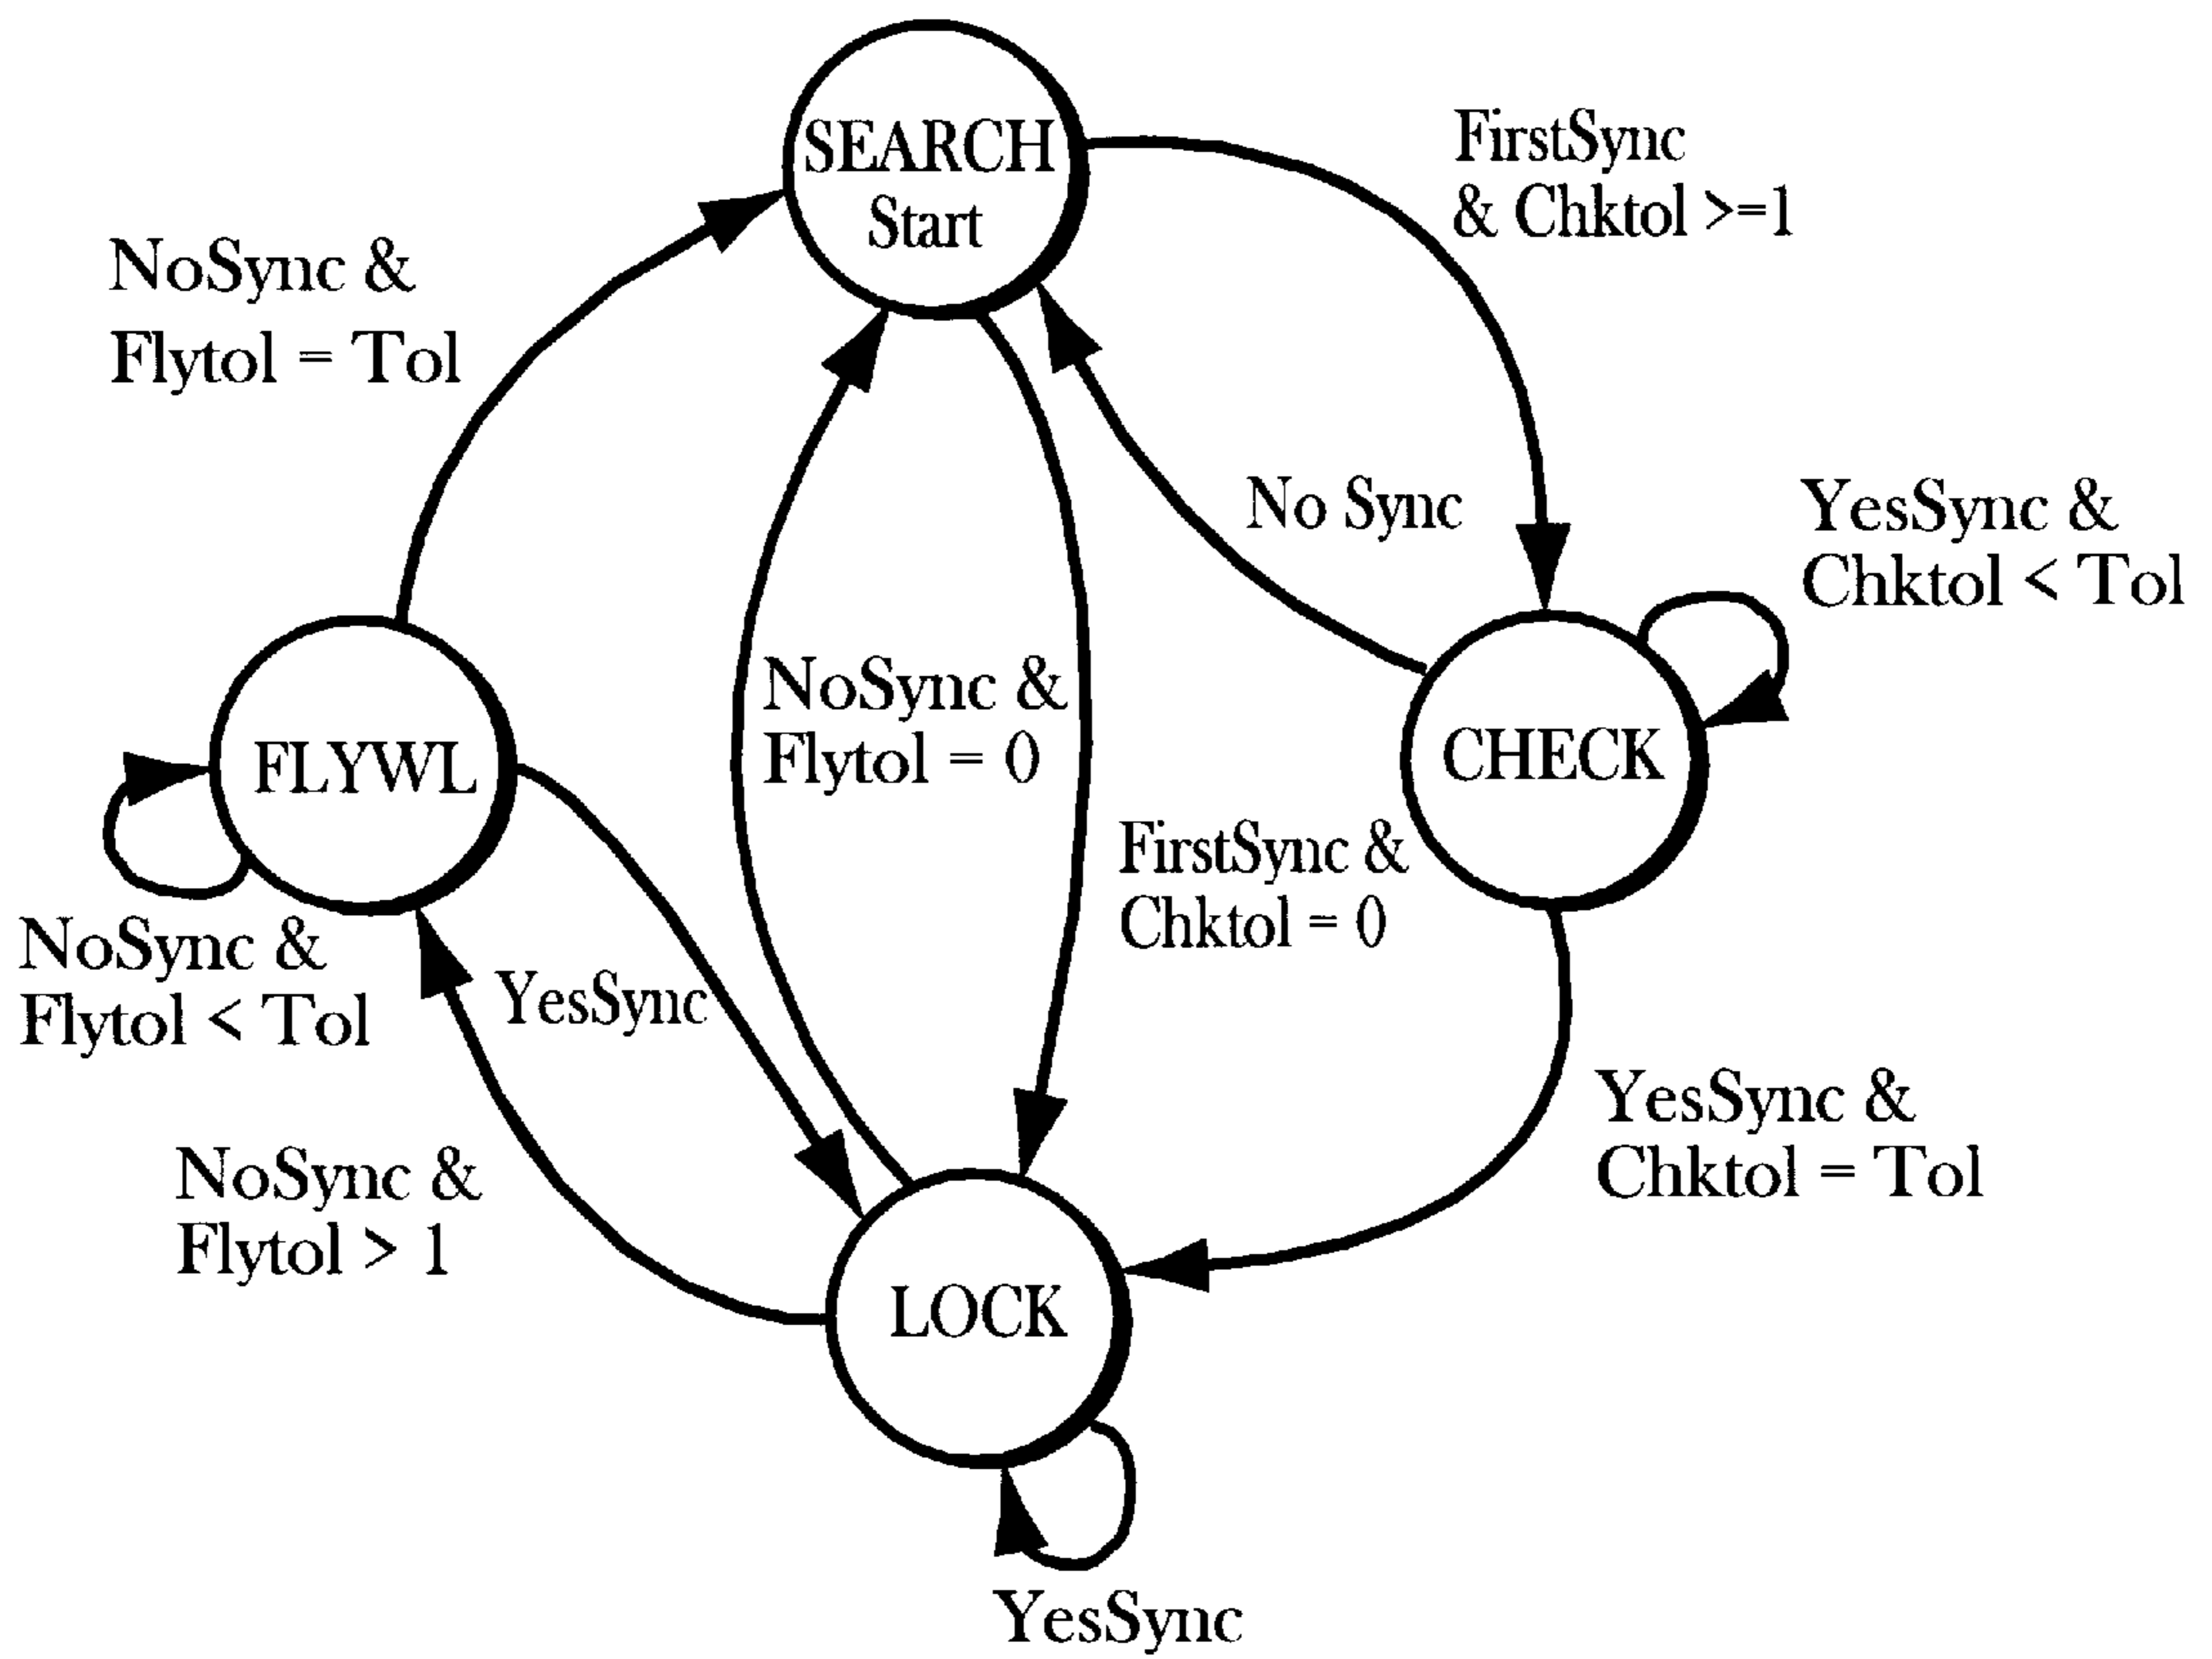 SEARCH
Start
FirstSync
& Chktol >=1
NoSync &
Flytol = Tol
No Sync
YesSync &
Chktol < Tol
NoSync &
Flytol = 0
FLYWL
CHECK
FirstSync &
Chktol = 0
NoSync &
Flytol < Tol
YesSync
YesSync &
Chktol = Tol
NoSync &
Flytol > 1
LOCK
YesSync